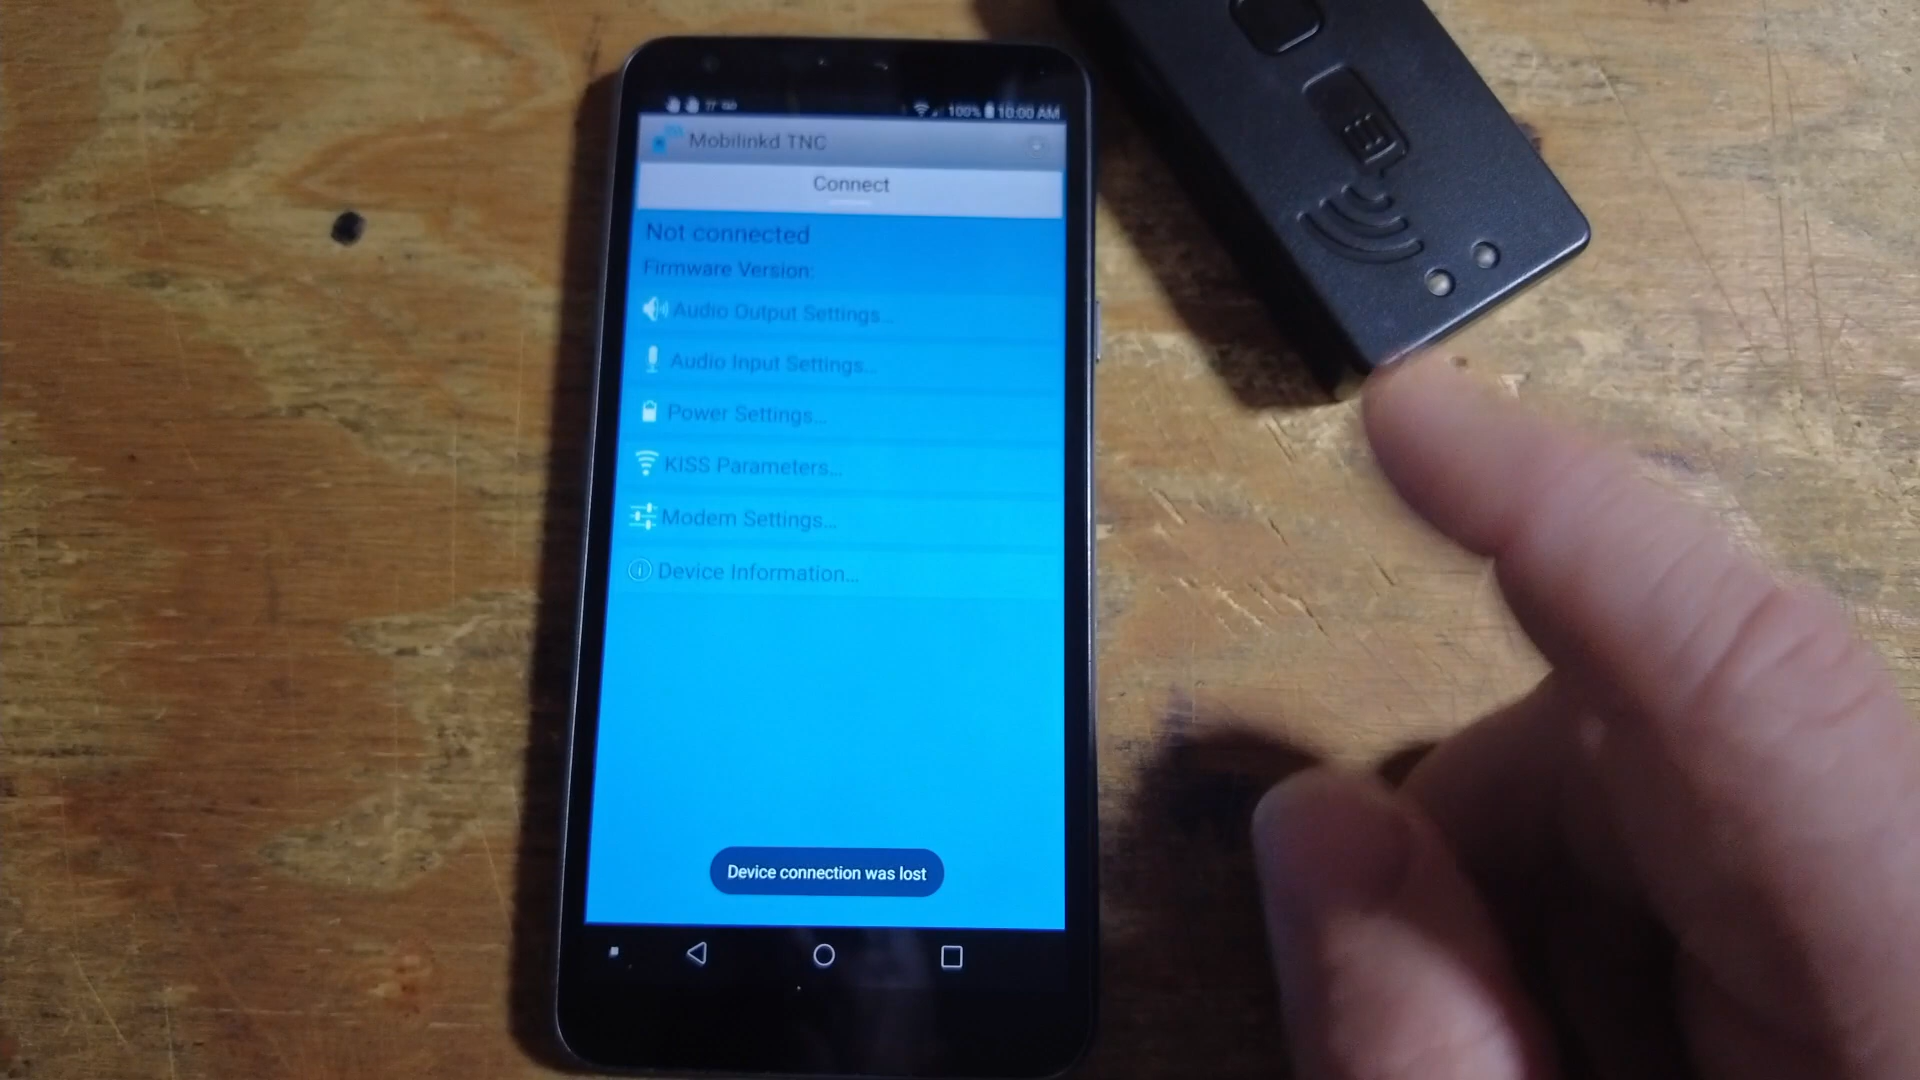 100% 10:00 AM
Mobilinkd TNC
Connect
Not connected
Firmware Version:
Audio Output Settings...
Audio Input Settings...
Power Settings...
KISS Parameters...
Modem Settings...
Device Information...
Device connection was lost